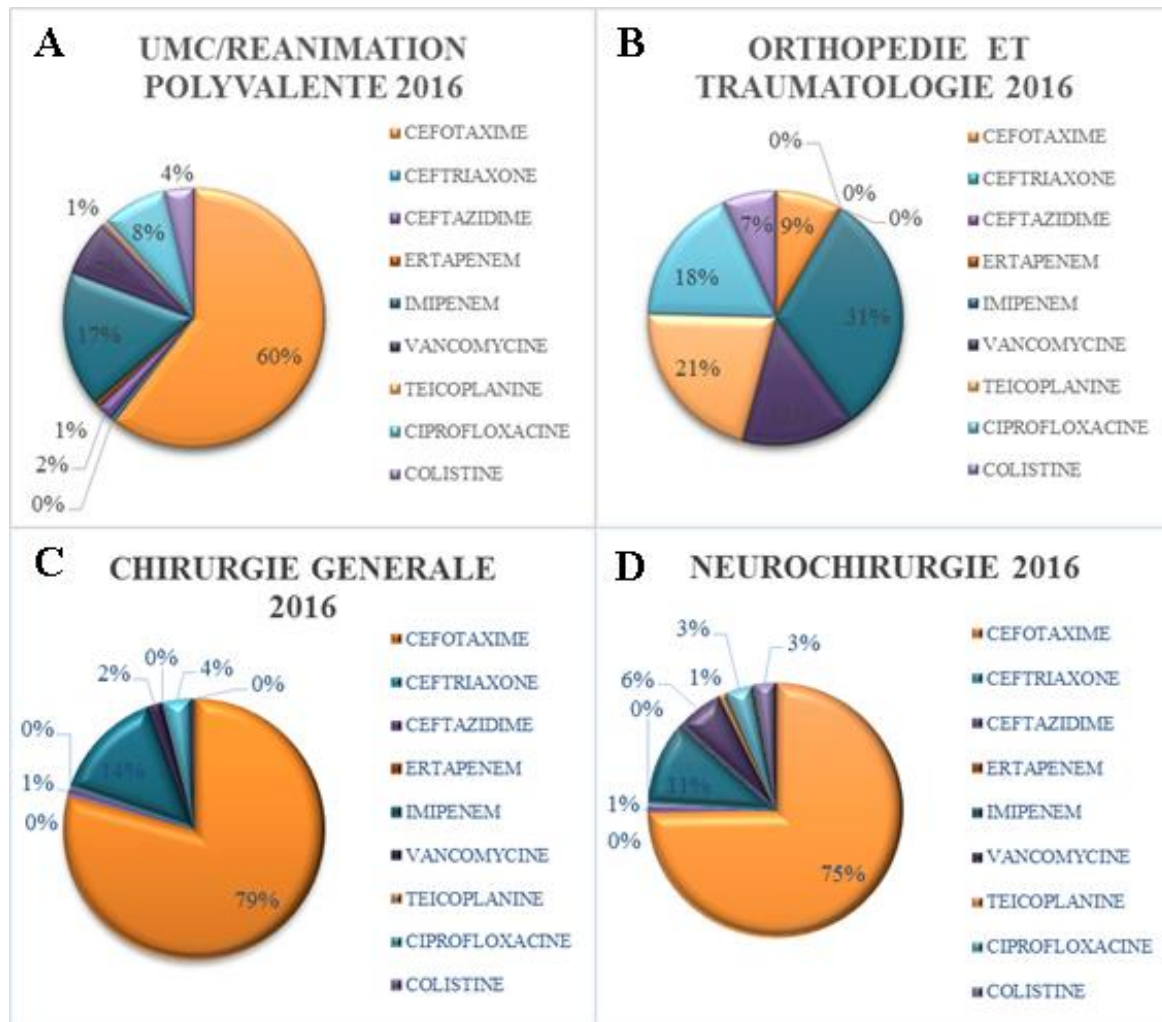 A
UMC/REANIMATION
POLYVALENTE 2016
CEFOTAXIME
CEFTRIAXONE
CEFTAZIDIME
ERTAPENEM
IMIPENEM
VANCOMYCINE
TEICOPLANINE
CIPROFLOXACINE
COLISTINE
4%
1%
8%
17%
60%
1%
2%
0%
B
ORTHOPEDIE ET
TRAUMATOLOGIE 2016
CEFOTAXIME
CEFTRIAXONE
CEFTAZIDIME
ERTAPENEM
IMIPENEM
VANCOMYCINE
TEICOPLANINE
CIPROFLOXACINE
COLISTINE
0%
0%
0%
7%
9%
18%
31%
21%
C
CHIRURGIE GENERALE
2016
CEFOTAXIME
CEFTRIAXONE
CEFTAZIDIME
ERTAPENEM
IMIPENEM
VANCOMYCINE
TEICOPLANINE
CIPROFLOXACINE
COLISTINE
0%
2%
4%
0%
0%
14%
1%
0%
79%
D
NEUROCHIRURGIE 2016
CEFOTAXIME
CEFTRIAXONE
CEFTAZIDIME
ERTAPENEM
IMIPENEM
VANCOMYCINE
TEICOPLANINE
CIPROFLOXACINE
COLISTINE
3%
3%
6%
1%
0%
11%
1%
0%
75%